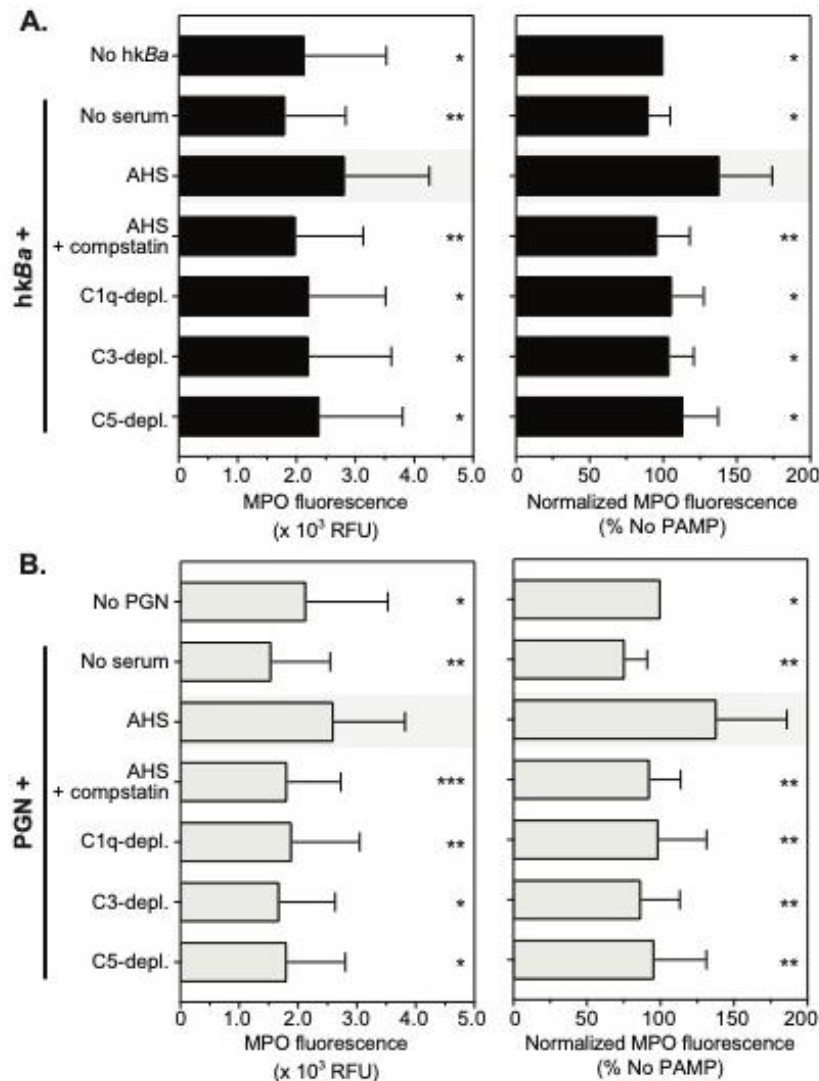 A.
No hkBa
*
*
hkBa +
No serum
**
*
AHS
AHS
+ compstatin
**
**
C1q-depl.
*
*
C3-depl.
*
*
C5-depl.
*
*
0 1.0 2.0 3.0 4.0 5.0
MPO fluorescence
(x 10³ RFU)
0 50 100 150 200
Normalized MPO fluorescence
(% No PAMP)
B.
No PGN
*
*
PGN +
No serum
**
**
AHS
AHS
+ compstatin
***
**
C1q-depl.
**
**
C3-depl.
*
**
C5-depl.
*
**
0 1.0 2.0 3.0 4.0 5.0
MPO fluorescence
(x 10³ RFU)
0 50 100 150 200
Normalized MPO fluorescence
(% No PAMP)